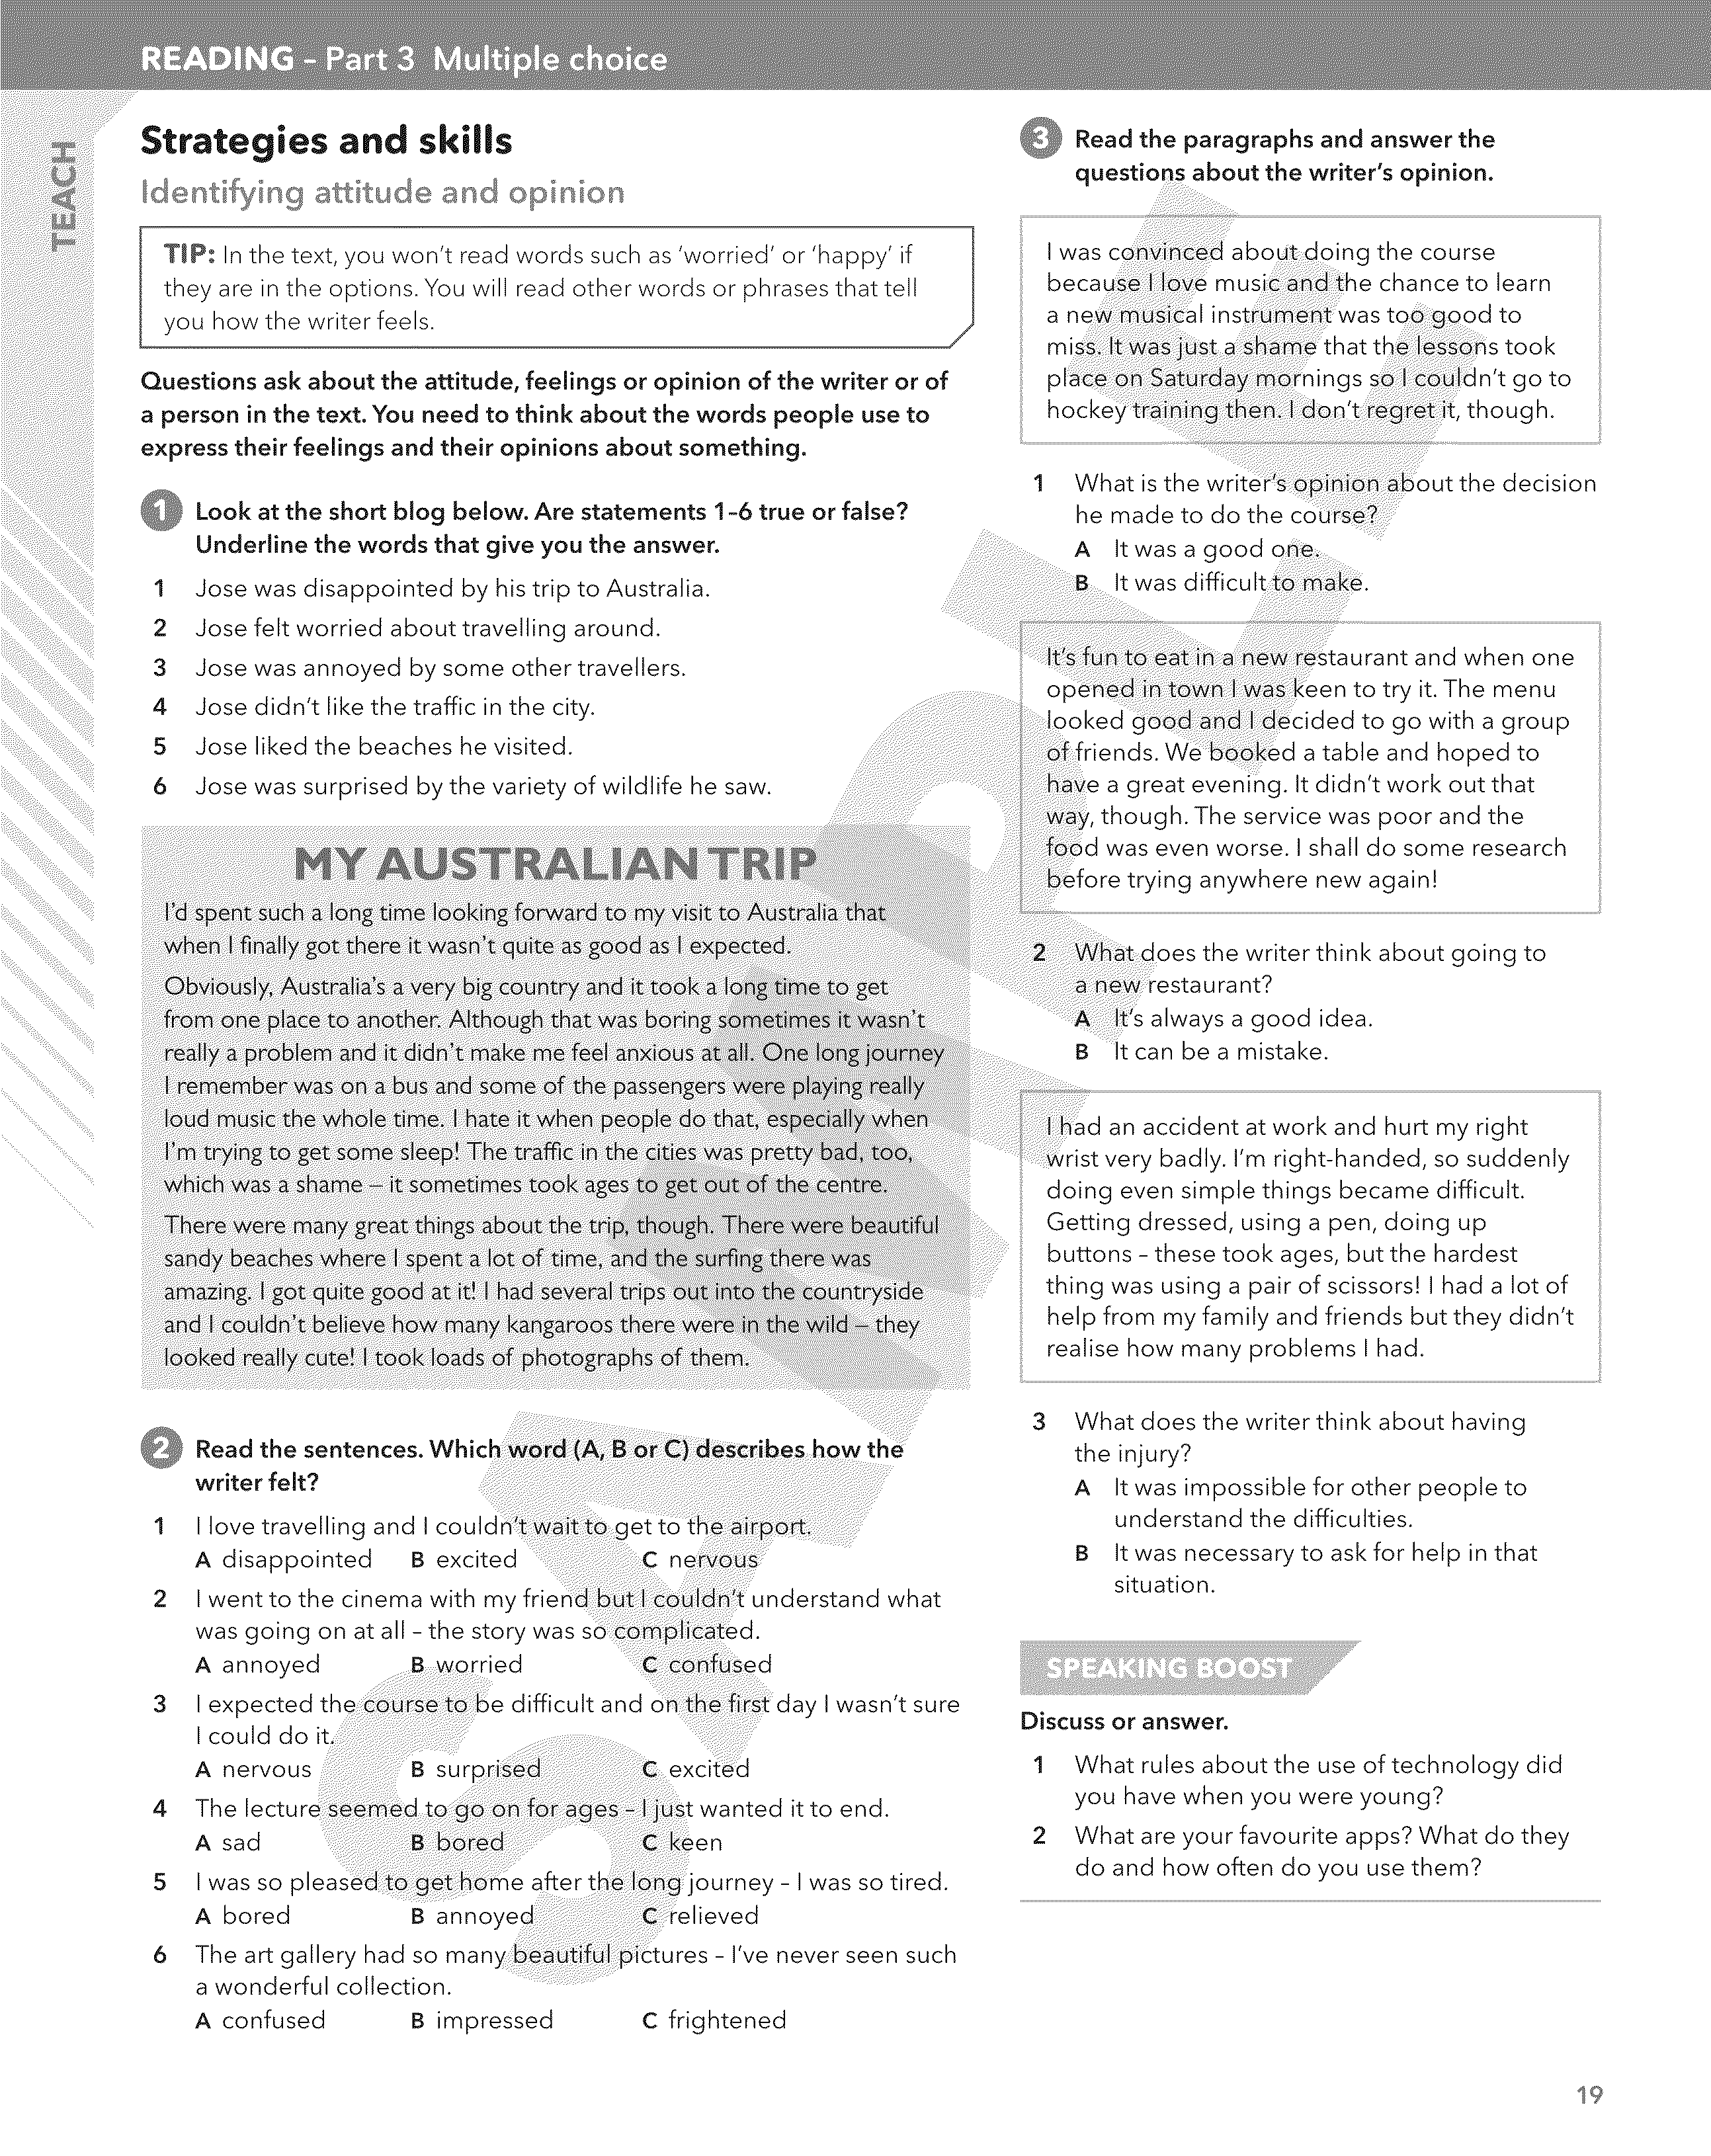 READING – Part 3 Multiple choice
TEACH
Strategies and skills
Identifying attitude and opinion
TIP: In the text, you won't read words such as 'worried' or 'happy' if
they are in the options. You will read other words or phrases that tell
you how the writer feels.
Questions ask about the attitude, feelings or opinion of the writer or of
a person in the text. You need to think about the words people use to
express their feelings and their opinions about something.
1 Look at the short blog below. Are statements 1–6 true or false?
Underline the words that give you the answer.
1 Jose was disappointed by his trip to Australia.
2 Jose felt worried about travelling around.
3 Jose was annoyed by some other travellers.
4 Jose didn't like the traffic in the city.
5 Jose liked the beaches he visited.
6 Jose was surprised by the variety of wildlife he saw.
MY AUSTRALIAN TRIP
I'd spent such a long time looking forward to my visit to Australia that
when I finally got there it wasn't quite as good as I expected.
Obviously, Australia's a very big country and it took a long time to get
from one place to another. Although that was boring sometimes it wasn't
really a problem and it didn't make me feel anxious at all. One long journey
I remember was on a bus and some of the passengers were playing really
loud music the whole time. I hate it when people do that, especially when
I'm trying to get some sleep! The traffic in the cities was pretty bad, too,
which was a shame – it sometimes took ages to get out of the centre.
There were many great things about the trip, though. There were beautiful
sandy beaches where I spent a lot of time, and the surfing there was
amazing. I got quite good at it! I had several trips out into the countryside
and I couldn't believe how many kangaroos there were in the wild – they
looked really cute! I took loads of photographs of them.
2 Read the sentences. Which word (A, B or C) describes how the
writer felt?
1 I love travelling and I couldn't wait to get to the airport.
A disappointed B excited C nervous
2 I went to the cinema with my friend but I couldn't understand what
was going on at all – the story was so complicated.
A annoyed B worried C confused
3 I expected the course to be difficult and on the first day I wasn't sure
I could do it.
A nervous B surprised C excited
4 The lecture seemed to go on for ages – I just wanted it to end.
A sad B bored C keen
5 I was so pleased to get home after the long journey – I was so tired.
A bored B annoyed C relieved
6 The art gallery had so many beautiful pictures – I've never seen such
a wonderful collection.
A confused B impressed C frightened
3 Read the paragraphs and answer the
questions about the writer's opinion.
I was convinced about doing the course
because I love music and the chance to learn
a new musical instrument was too good to
miss. It was just a shame that the lessons took
place on Saturday mornings so I couldn't go to
hockey training then. I don't regret it, though.
1 What is the writer's opinion about the decision
he made to do the course?
A It was a good one.
B It was difficult to make.
It's fun to eat in a new restaurant and when one
opened in town I was keen to try it. The menu
looked good and I decided to go with a group
of friends. We booked a table and hoped to
have a great evening. It didn't work out that
way, though. The service was poor and the
food was even worse. I shall do some research
before trying anywhere new again!
2 What does the writer think about going to
a new restaurant?
A It's always a good idea.
B It can be a mistake.
I had an accident at work and hurt my right
wrist very badly. I'm right-handed, so suddenly
doing even simple things became difficult.
Getting dressed, using a pen, doing up
buttons – these took ages, but the hardest
thing was using a pair of scissors! I had a lot of
help from my family and friends but they didn't
realise how many problems I had.
3 What does the writer think about having
the injury?
A It was impossible for other people to
understand the difficulties.
B It was necessary to ask for help in that
situation.
SPEAKING BOOST
Discuss or answer.
1 What rules about the use of technology did
you have when you were young?
2 What are your favourite apps? What do they
do and how often do you use them?
19
SAMPLE